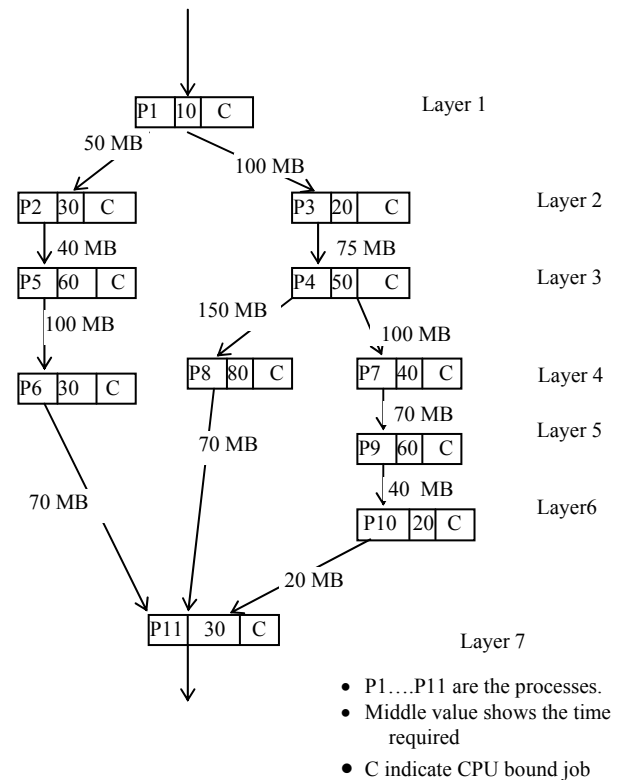 P1 10 C Layer 1
50 MB
100 MB
P2 30 C P3 20 C Layer 2
40 MB 75 MB
P5 60 C P4 50 C Layer 3
150 MB
100 MB 100 MB
P6 30 C P8 80 C P7 40 C Layer 4
70 MB
Layer 5
P9 60 C
70 MB
40 MB
70 MB
Layer6
P10 20 C
20 MB
P11 30 C
Layer 7
• P1….P11 are the processes.
• Middle value shows the time
required
• C indicate CPU bound job